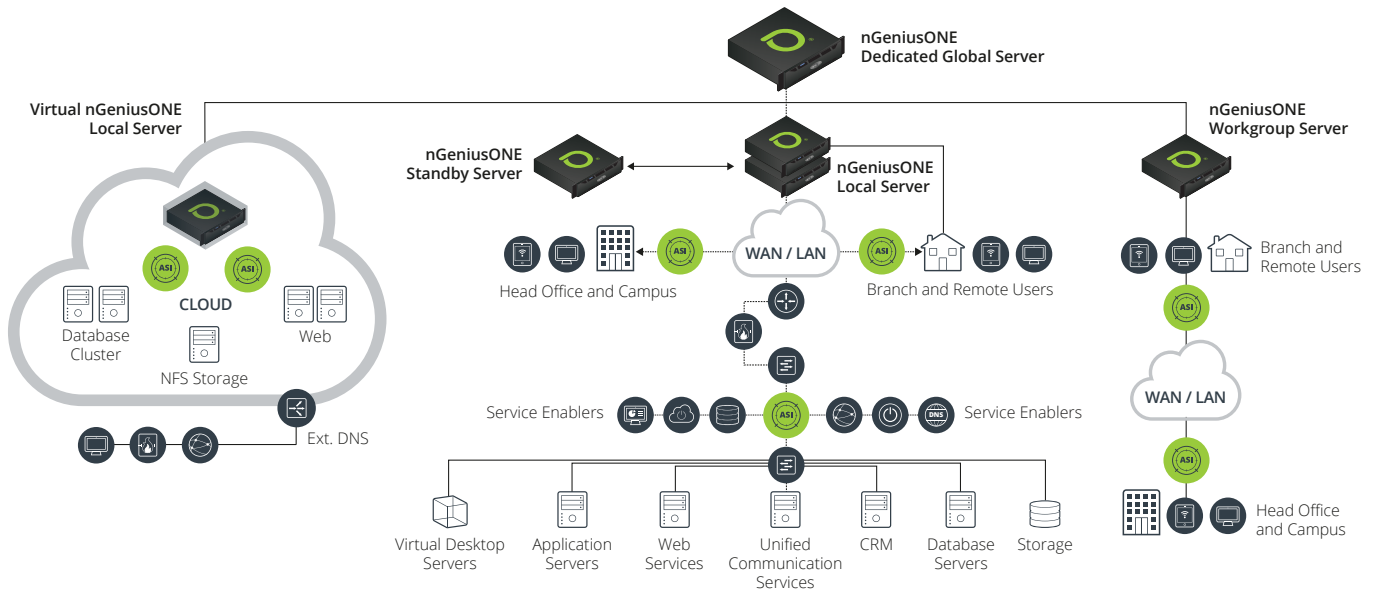 nGeniusONE
Dedicated Global Server
Virtual nGeniusONE
Local Server
nGeniusONE
Standby Server
nGeniusONE
Local Server
nGeniusONE
Workgroup Server
ASI
ASI
CLOUD
Database
Cluster
Web
NFS Storage
Ext. DNS
ASI
WAN / LAN
ASI
Head Office and Campus
Branch and Remote Users
Service Enablers
ASI
DNS
Service Enablers
Virtual Desktop
Servers
Application
Servers
Web
Services
Unified
Communication
Services
CRM
Database
Servers
Storage
Branch and
Remote Users
ASI
WAN / LAN
ASI
Head Office
and Campus